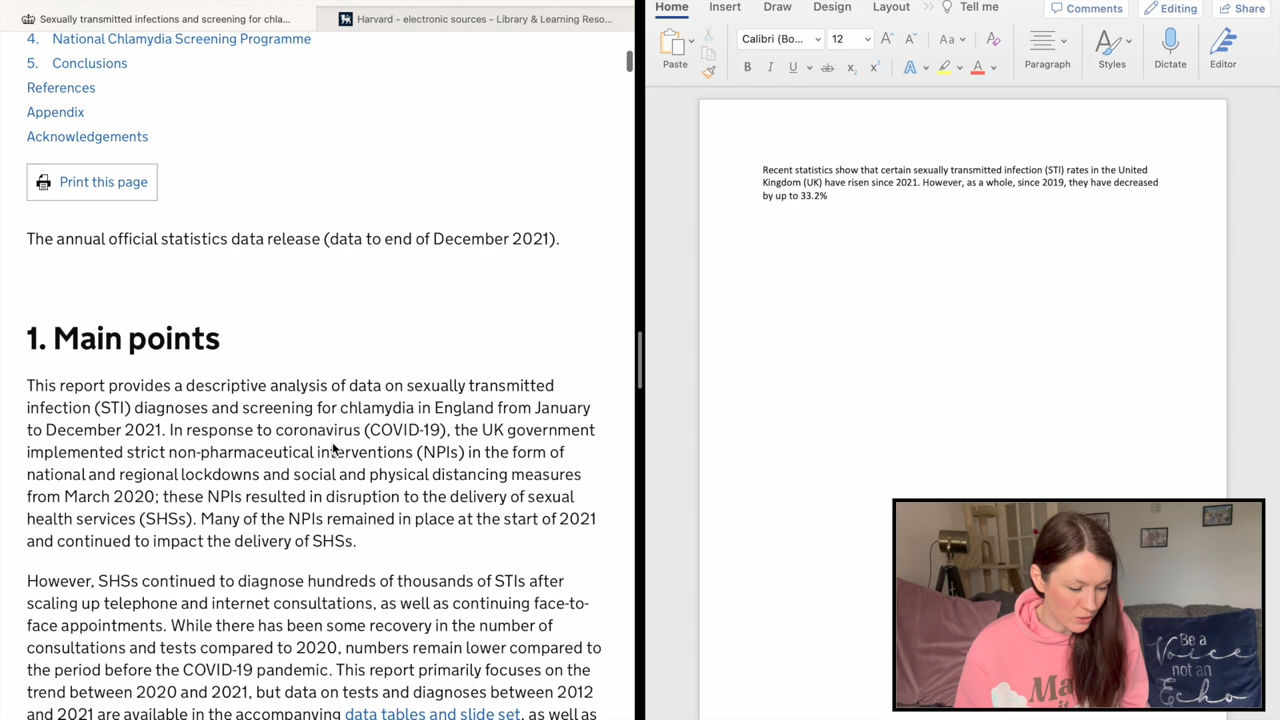 Sexually transmitted infections and screening for chla...
Harvard - electronic sources - Library & Learning Reso...
4. National Chlamydia Screening Programme
5. Conclusions
References
Appendix
Acknowledgements
Print this page
The annual official statistics data release (data to end of December 2021).
1. Main points
This report provides a descriptive analysis of data on sexually transmitted
infection (STI) diagnoses and screening for chlamydia in England from January
to December 2021. In response to coronavirus (COVID-19), the UK government
implemented strict non-pharmaceutical interventions (NPIs) in the form of
national and regional lockdowns and social and physical distancing measures
from March 2020; these NPIs resulted in disruption to the delivery of sexual
health services (SHSs). Many of the NPIs remained in place at the start of 2021
and continued to impact the delivery of SHSs.
However, SHSs continued to diagnose hundreds of thousands of STIs after
scaling up telephone and internet consultations, as well as continuing face-to-
face appointments. While there has been some recovery in the number of
consultations and tests compared to 2020, numbers remain lower compared to
the period before the COVID-19 pandemic. This report primarily focuses on the
trend between 2020 and 2021, but data on tests and diagnoses between 2012
and 2021 are available in the accompanying data tables and slide set, as well as
Home Insert Draw Design Layout Tell me
Comments Editing Share
Calibri (Bo... 12
Paste
Paragraph Styles Dictate Editor
Recent statistics show that certain sexually transmitted infection (STI) rates in the United
Kingdom (UK) have risen since 2021. However, as a whole, since 2019, they have decreased
by up to 33.2%
Be a
Voice
not an
Echo
Ma